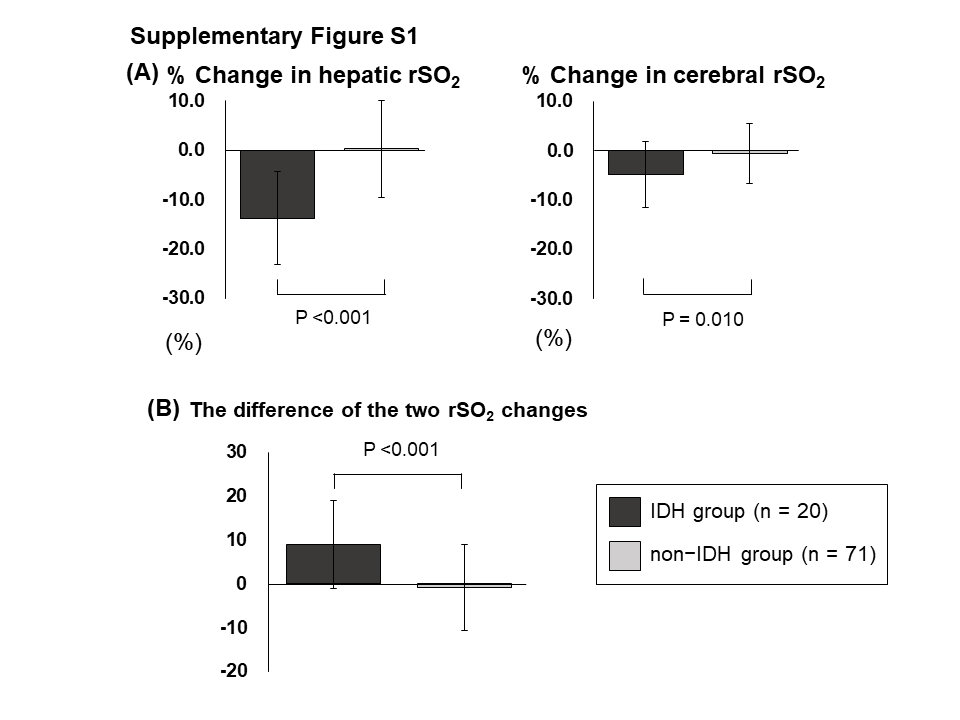 Supplementary Figure S1
(A) % Change in hepatic rSO2
10.0
0.0
-10.0
-20.0
-30.0
(%)
P <0.001
% Change in cerebral rSO2
10.0
0.0
-10.0
-20.0
-30.0
(%)
P = 0.010
(B) The difference of the two rSO2 changes
30
20
10
0
-10
-20
P <0.001
IDH group (n = 20)
non−IDH group (n = 71)